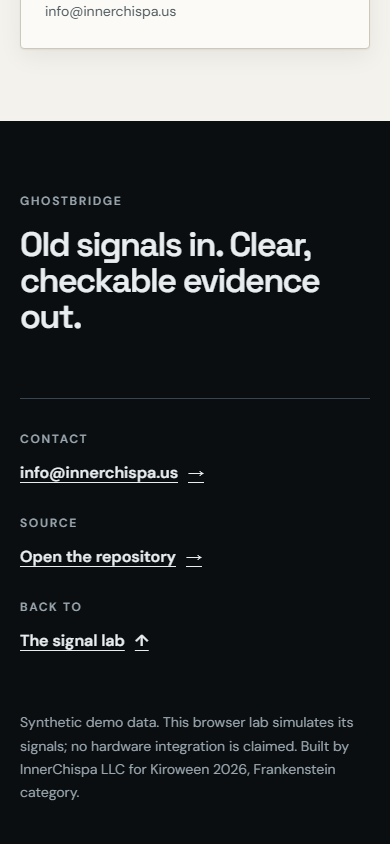 info@innerchispa.us
GHOSTBRIDGE
Old signals in. Clear,
checkable evidence
out.
CONTACT
info@innerchispa.us →
SOURCE
Open the repository →
BACK TO
The signal lab ↑
Synthetic demo data. This browser lab simulates its
signals; no hardware integration is claimed. Built by
InnerChispa LLC for Kiroween 2026, Frankenstein
category.